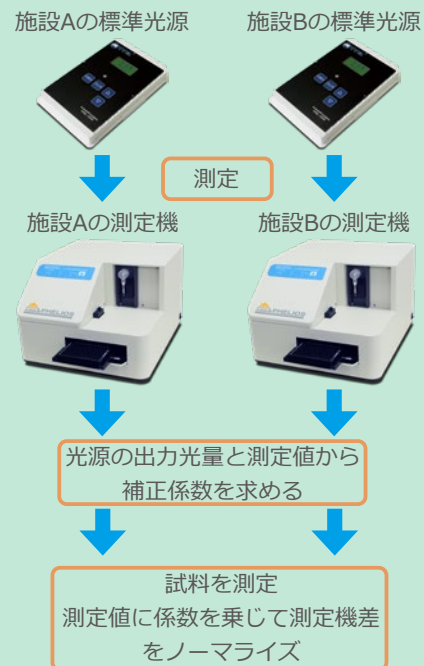 施設Aの標準光源
施設Bの標準光源
測定
施設Aの測定機
施設Bの測定機
PHELIOS
PHELIOS
光源の出力光量と測定値から
補正係数を求める
試料を測定
測定値に係数を乗じて測定機差
をノーマライズ